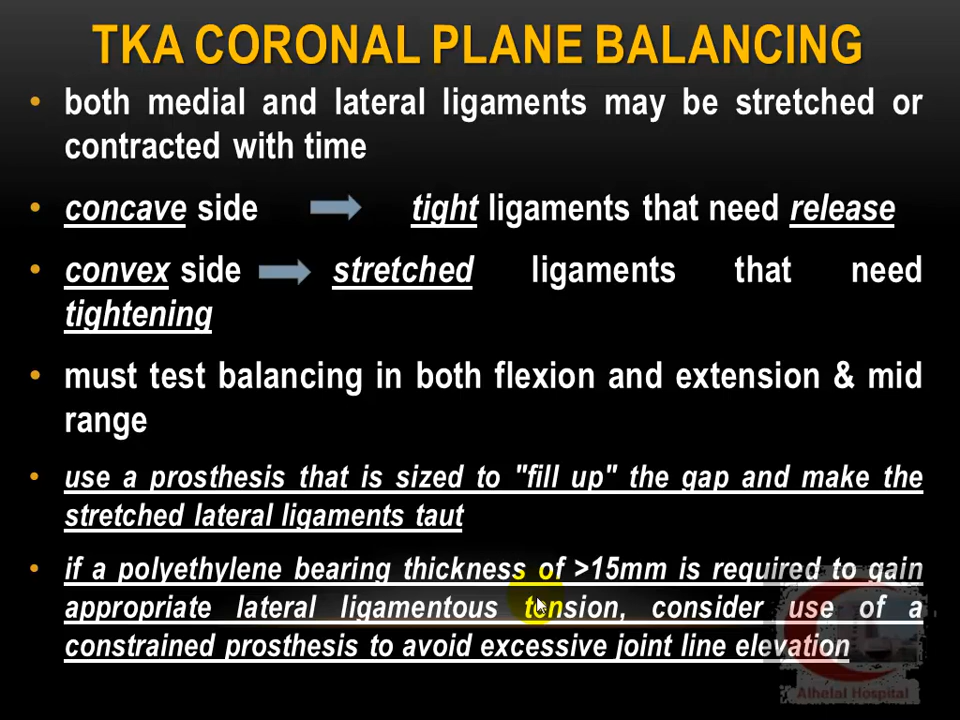 TKA CORONAL PLANE BALANCING
• both medial and lateral ligaments may be stretched or
contracted with time
• concave side tight ligaments that need release
• convex side stretched ligaments that need
tightening
• must test balancing in both flexion and extension & mid
range
• use a prosthesis that is sized to "fill up" the gap and make the
stretched lateral ligaments taut
• if a polyethylene bearing thickness of >15mm is required to gain
appropriate lateral ligamentous tension, consider use of a
constrained prosthesis to avoid excessive joint line elevation
Alhelal Hospital